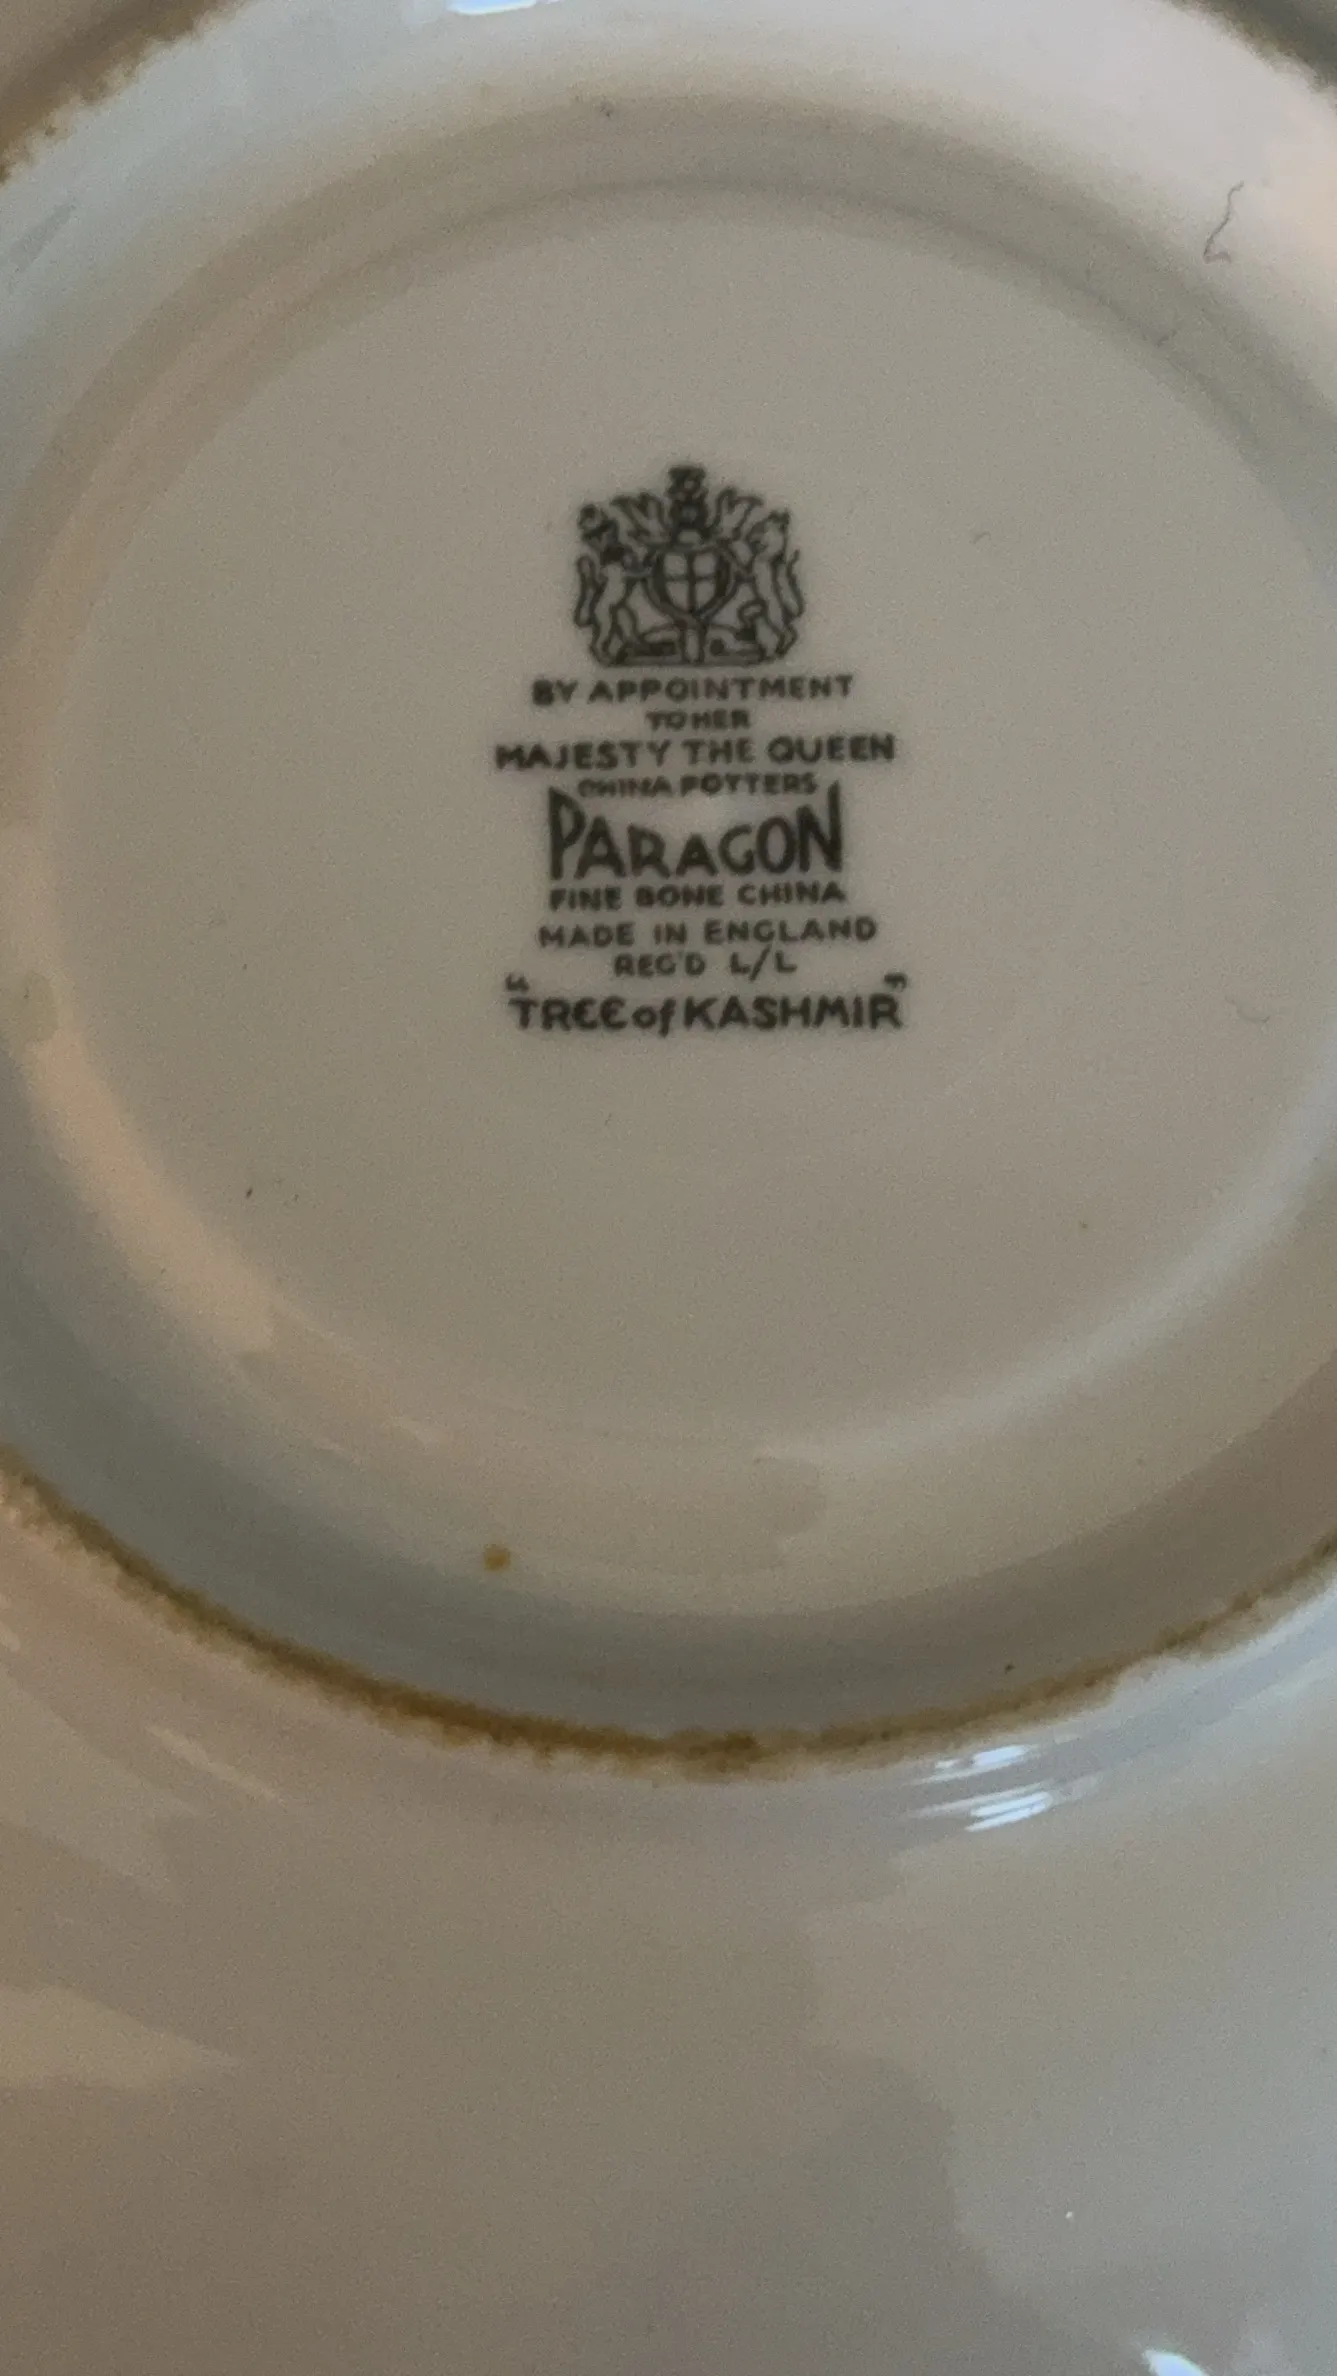 BY APPOINTMENT
TO HER
MAJESTY THE QUEEN
CHINA POTTERS
PARAGON
FINE BONE CHINA
MADE IN ENGLAND
REG'D L/L
"TREE of KASHMIR"